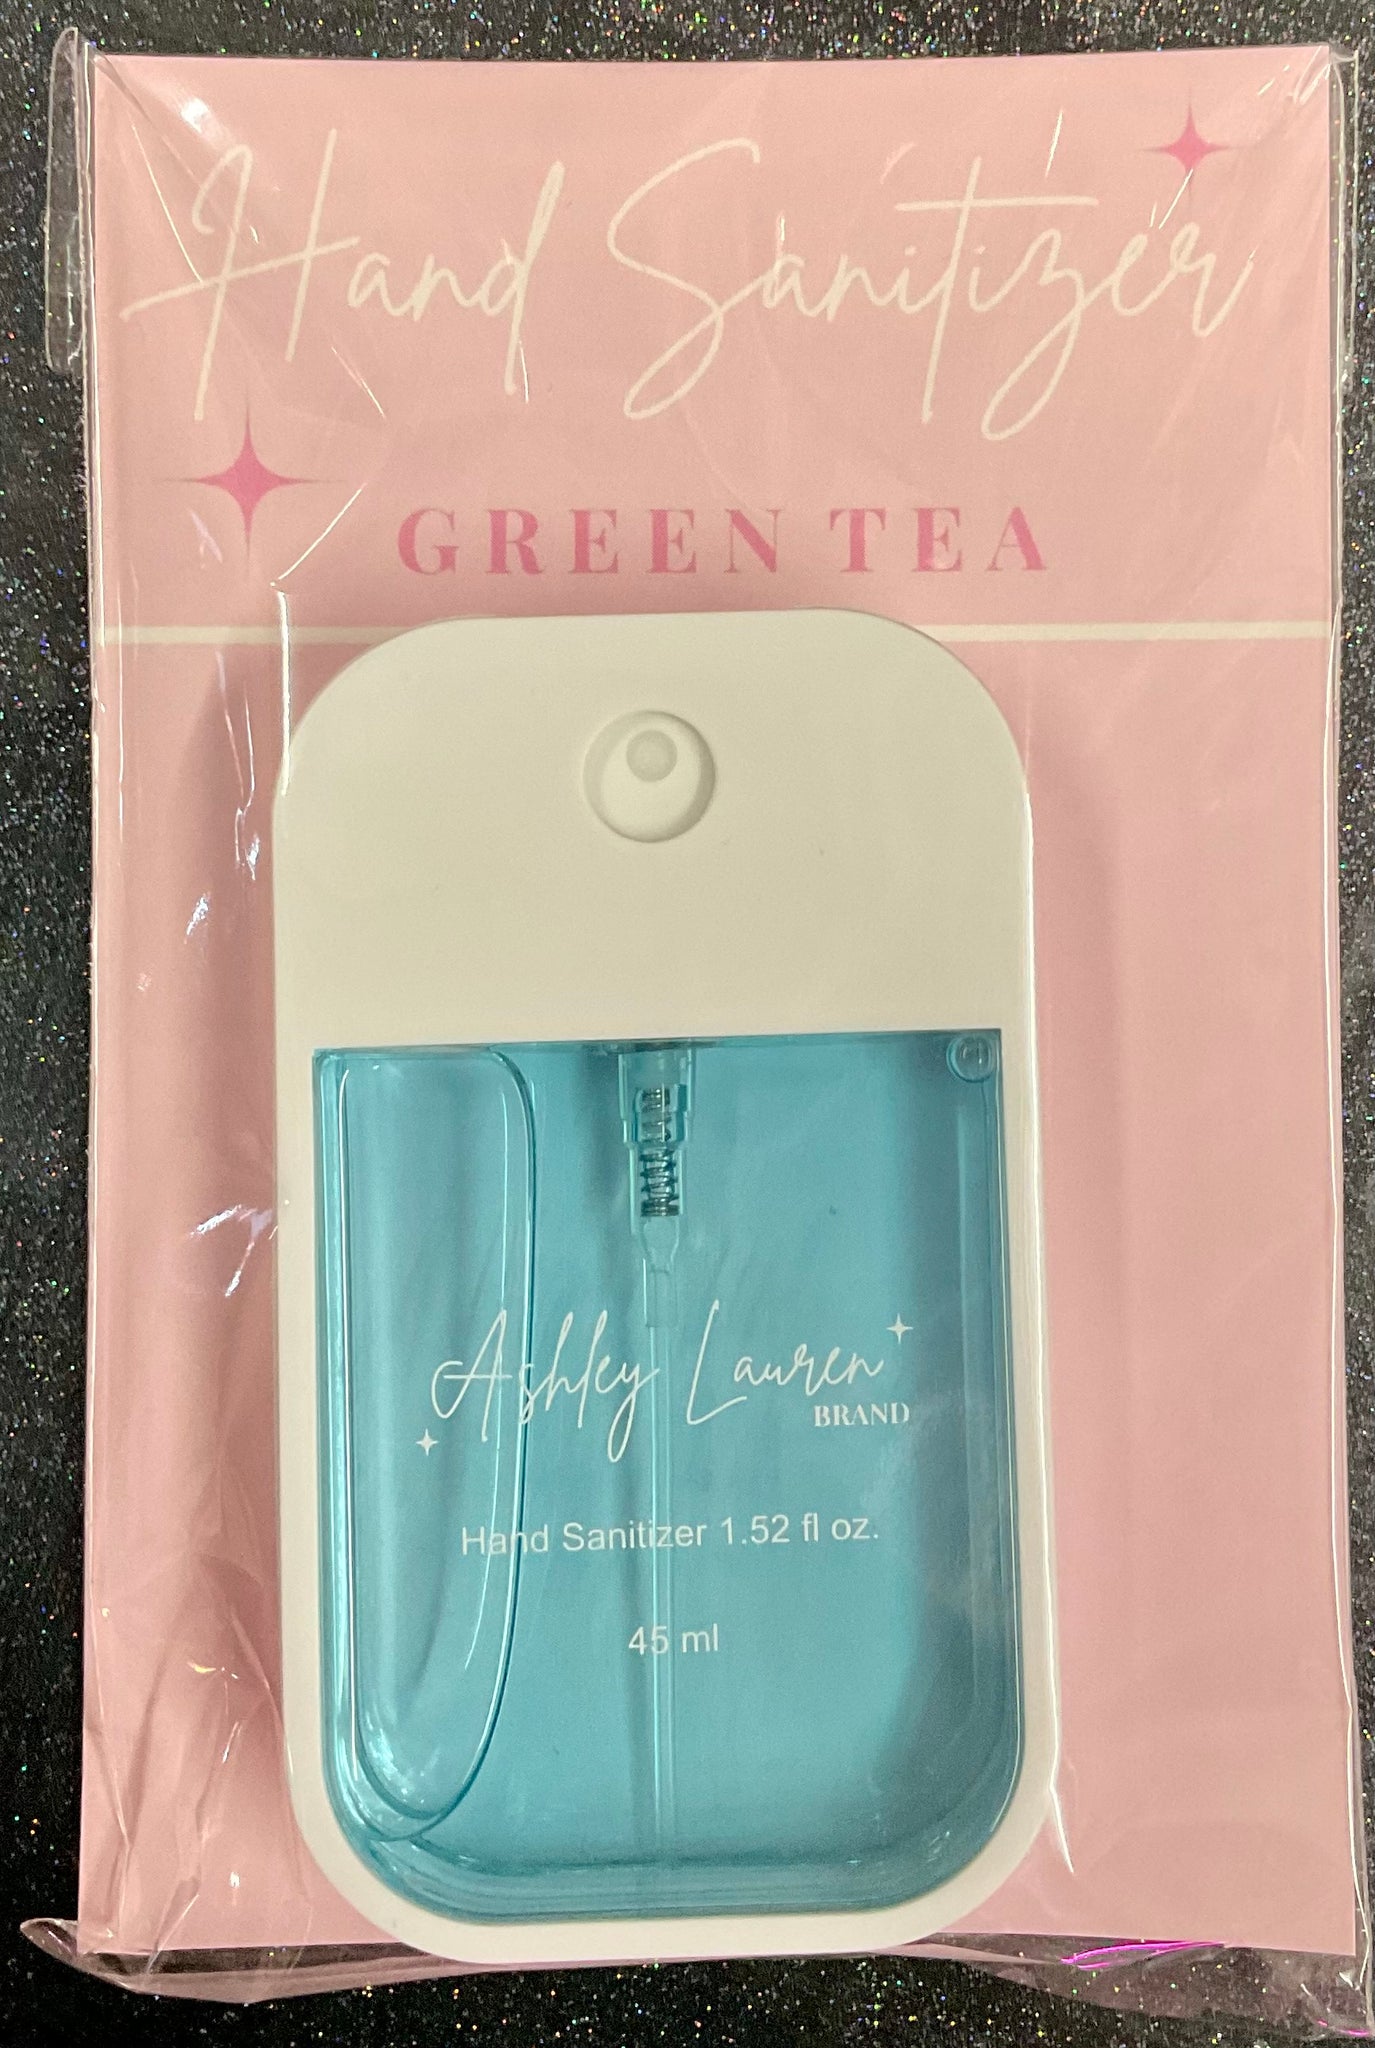 Hand Sanitizer
GREEN TEA
Ashley Lauren
BRAND
Hand Sanitizer 1.52 fl oz.
45 ml